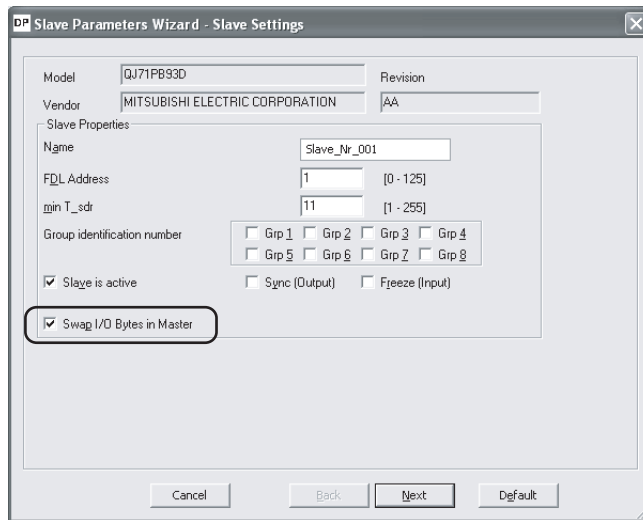 DP Slave Parameters Wizard - Slave Settings
Model QJ71PB93D Revision
Vendor MITSUBISHI ELECTRIC CORPORATION AA
Slave Properties
Name Slave_Nr_001
FDL Address 1 [0 - 125]
min T_sdr 11 [1 - 255]
Group identification number Grp 1 Grp 2 Grp 3 Grp 4
Grp 5 Grp 6 Grp 7 Grp 8
Slave is active Sync (Output) Freeze (Input)
Swap I/O Bytes in Master
Cancel Back Next Default